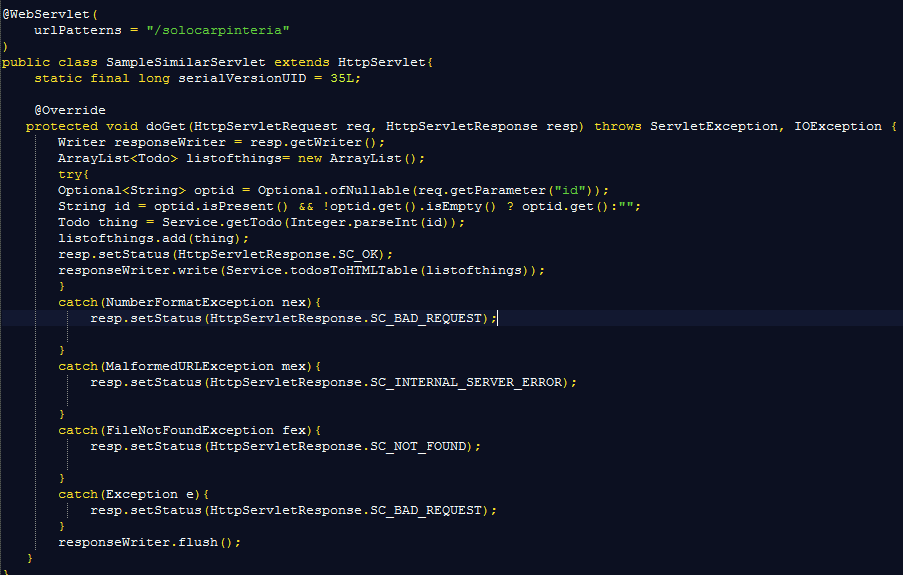 @WebServlet(
urlPatterns = "/solocarpinteria"
)
public class SampleSimilarServlet extends HttpServlet{
static final long serialVersionUID = 35L;
@Override
protected void doGet(HttpServletRequest req, HttpServletResponse resp) throws ServletException, IOException {
Writer responseWriter = resp.getWriter();
ArrayList<Todo> listofthings= new ArrayList();
try{
Optional<String> optid = Optional.ofNullable(req.getParameter("id"));
String id = optid.isPresent() && !optid.get().isEmpty() ? optid.get():"";
Todo thing = Service.getTodo(Integer.parseInt(id));
listofthings.add(thing);
resp.setStatus(HttpServletResponse.SC_OK);
responseWriter.write(Service.todosToHTMLTable(listofthings));
}
catch(NumberFormatException nex){
resp.setStatus(HttpServletResponse.SC_BAD_REQUEST);
}
catch(MalformedURLException mex){
resp.setStatus(HttpServletResponse.SC_INTERNAL_SERVER_ERROR);
}
catch(FileNotFoundException fex){
resp.setStatus(HttpServletResponse.SC_NOT_FOUND);
}
catch(Exception e){
resp.setStatus(HttpServletResponse.SC_BAD_REQUEST);
}
responseWriter.flush();
}
}